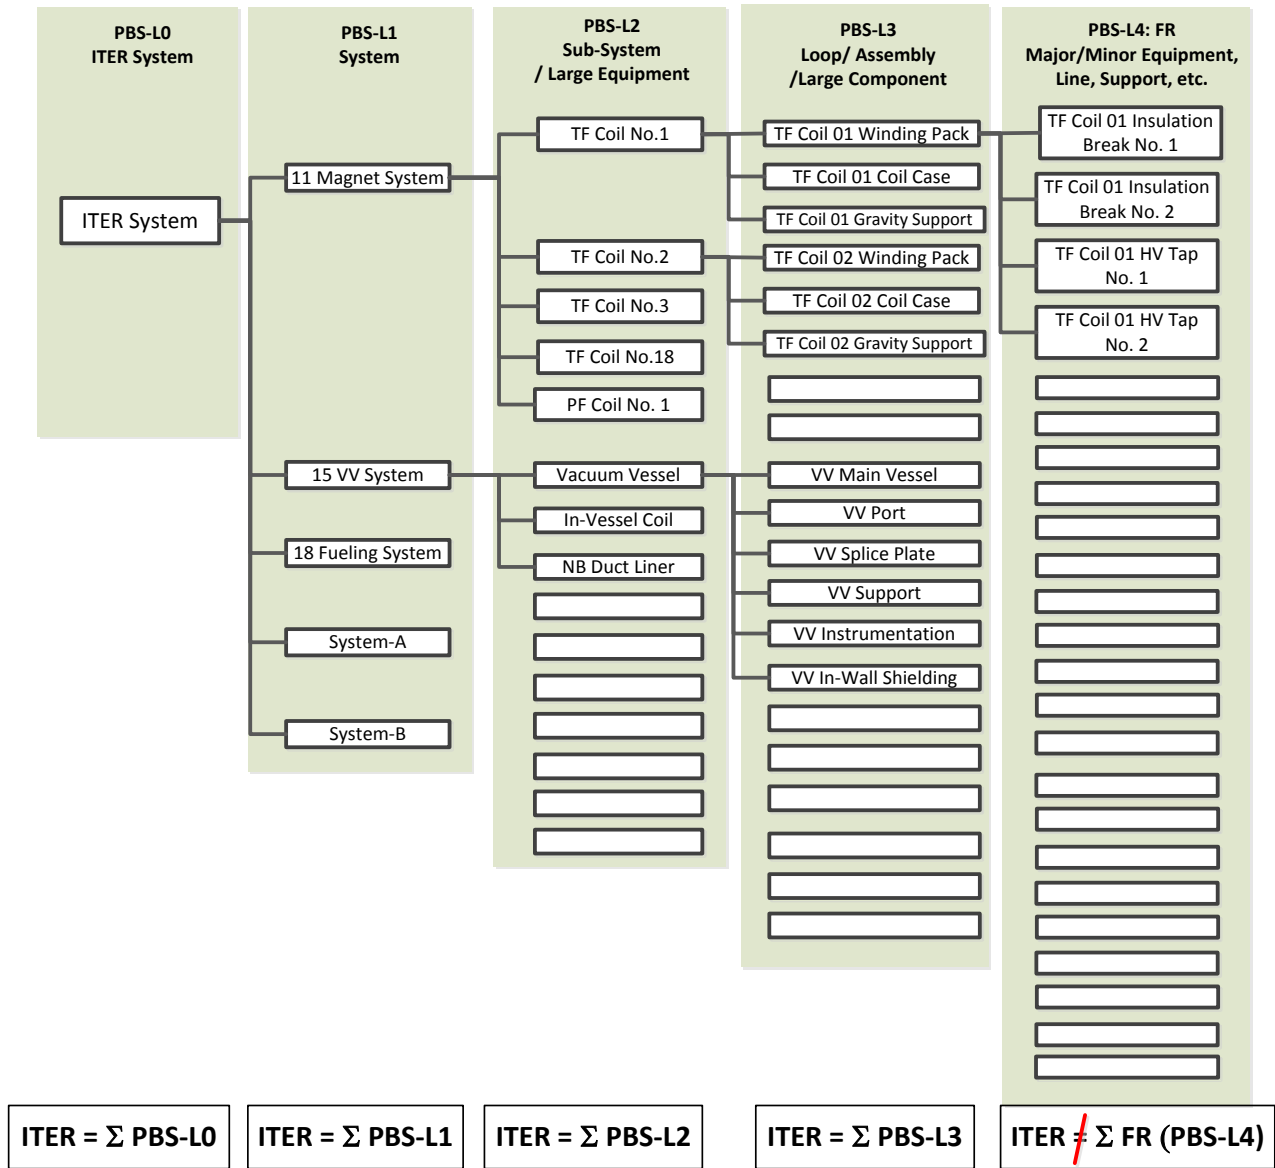 PBS-L0
ITER System
PBS-L1
System
PBS-L2
Sub-System
/ Large Equipment
PBS-L3
Loop/ Assembly
/Large Component
PBS-L4: FR
Major/Minor Equipment,
Line, Support, etc.
ITER System
11 Magnet System
15 VV System
18 Fueling System
System-A
System-B
TF Coil No.1
TF Coil No.2
TF Coil No.3
TF Coil No.18
PF Coil No. 1
Vacuum Vessel
In-Vessel Coil
NB Duct Liner
TF Coil 01 Winding Pack
TF Coil 01 Coil Case
TF Coil 01 Gravity Support
TF Coil 02 Winding Pack
TF Coil 02 Coil Case
TF Coil 02 Gravity Support
VV Main Vessel
VV Port
VV Splice Plate
VV Support
VV Instrumentation
VV In-Wall Shielding
TF Coil 01 Insulation
Break No. 1
TF Coil 01 Insulation
Break No. 2
TF Coil 01 HV Tap
No. 1
TF Coil 01 HV Tap
No. 2
ITER = Σ PBS-L0
ITER = Σ PBS-L1
ITER = Σ PBS-L2
ITER = Σ PBS-L3
ITER ≠ Σ FR (PBS-L4)